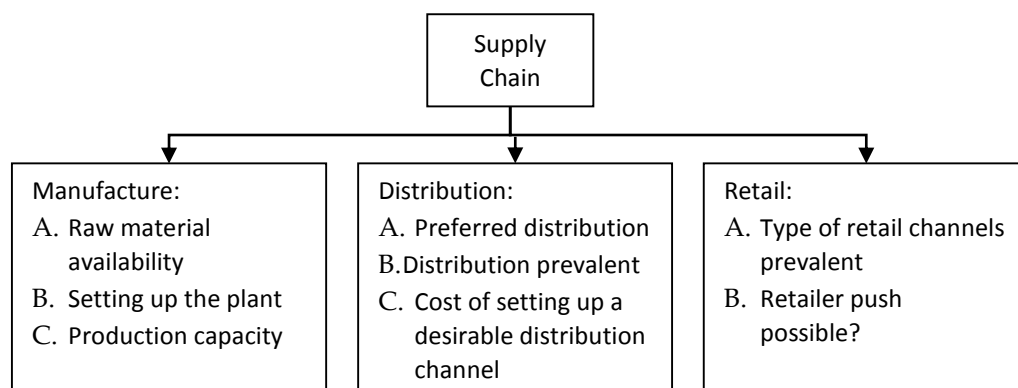 Supply
Chain
Manufacture:
A. Raw material
availability
B. Setting up the plant
C. Production capacity
Distribution:
A. Preferred distribution
B.Distribution prevalent
C. Cost of setting up a
desirable distribution
channel
Retail:
A. Type of retail channels
prevalent
B. Retailer push
possible?